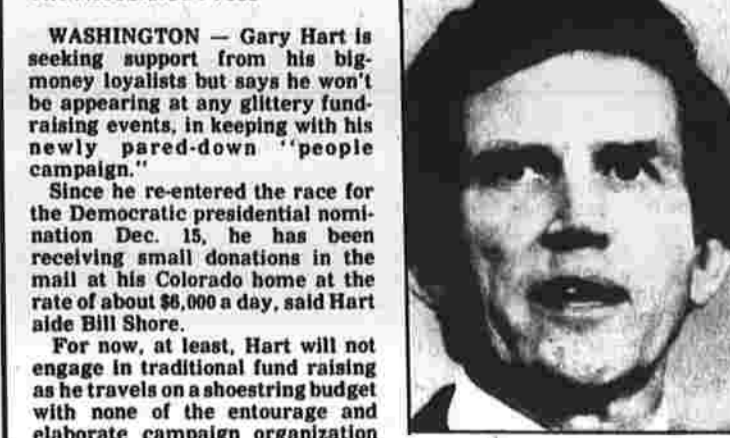 WASHINGTON — Gary Hart is
seeking support from his big-
money loyalists but says he won't
be appearing at any glittery fund-
raising events, in keeping with his
newly pared-down "people
campaign."
Since he re-entered the race for
the Democratic presidential nomi-
nation Dec. 15, he has been
receiving small donations in the
mail at his Colorado home at the
rate of about $6,000 a day, said Hart
aide Bill Shore.
For now, at least, Hart will not
engage in traditional fund raising
as he travels on a shoestring budget
with none of the entourage and
elaborate campaign organization